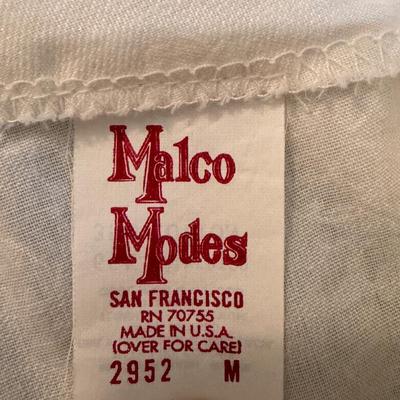 Malco
Modes
SAN FRANCISCO
RN 70755
MADE IN U.S.A.
(OVER FOR CARE)
2952 M